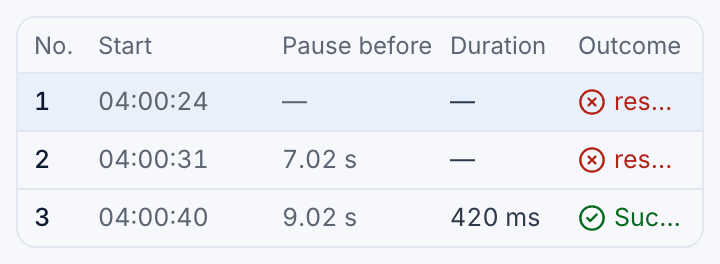 No. Start Pause before Duration Outcome
1 04:00:24 — — res...
2 04:00:31 7.02 s — res...
3 04:00:40 9.02 s 420 ms Suc...